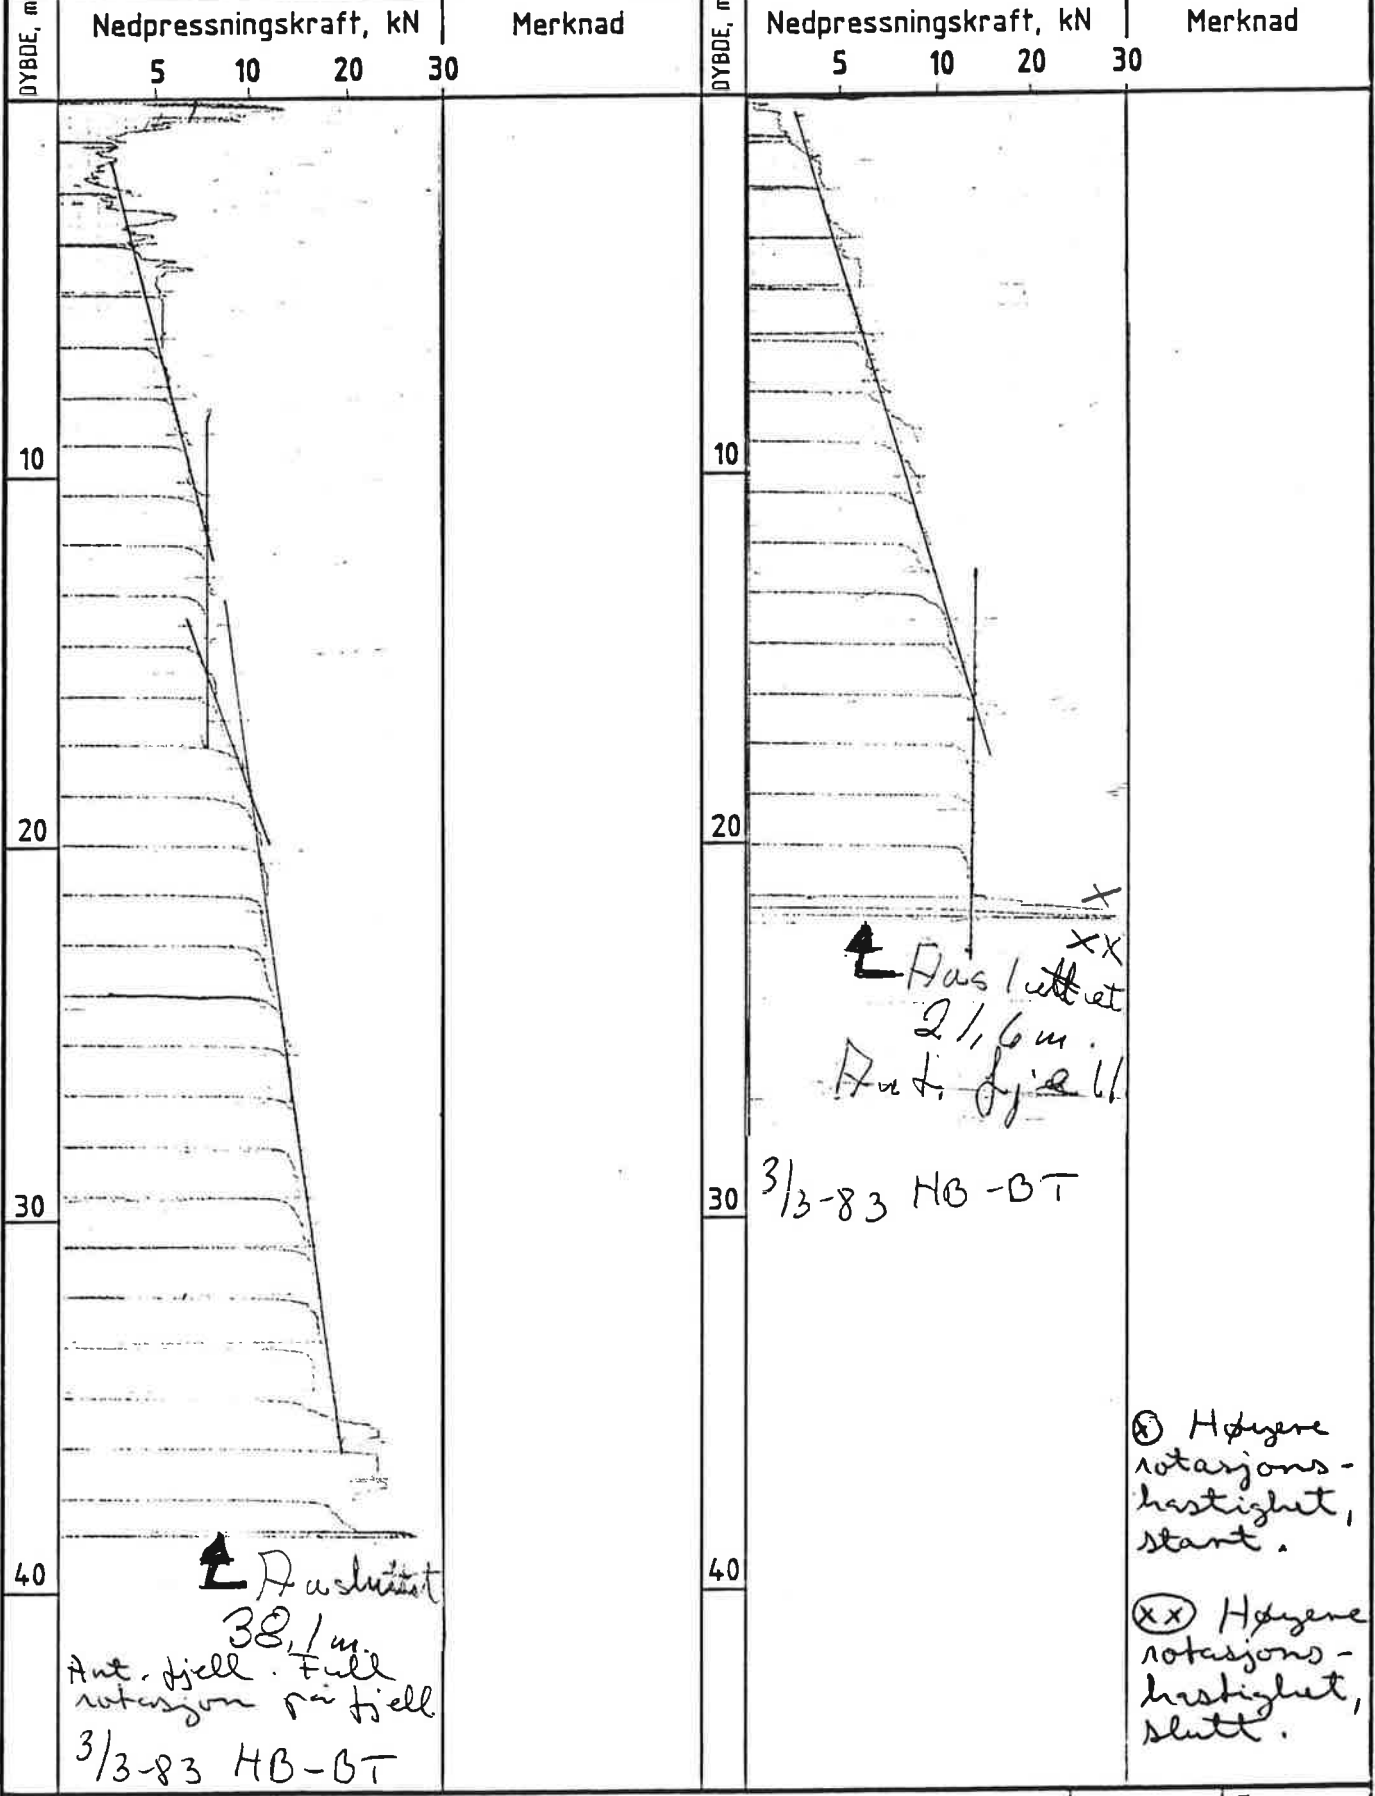 DYBDE, m
Nedpressningskraft, kN
Merknad
5 10 20 30
10
20
30
40
Avsluttet
38,1 m.
Ant. fjell. Full
rotasjon på fjell
3/3-83 HB-BT
DYBDE, m
Nedpressningskraft, kN
Merknad
5 10 20 30
10
20
30
40
x
xx
Avsluttet
21,6 m.
Ant. fjell
3/3-83 HB-BT
x Høyere
rotasjons-
hastighet,
start.
xx Høyere
rotasjons-
hastighet,
slutt.